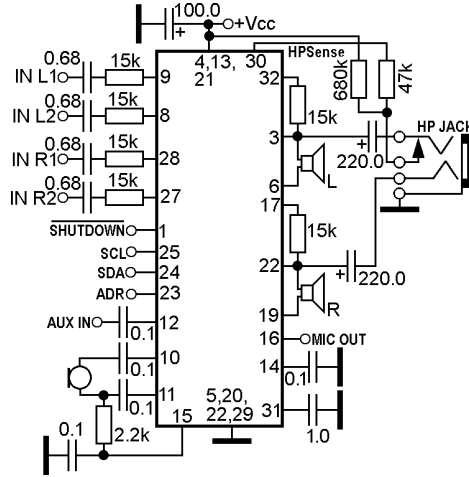 100.0
+
+Vcc
4,13, 30
21
HPSense
0.68
15k
IN L1
9
0.68
15k
IN L2
8
0.68
15k
IN R1
28
0.68
15k
IN R2
27
SHUTDOWN
1
SCL
25
SDA
24
ADR
23
AUX IN
12
0.1
10
0.1
11
0.1
2.2k
0.1
15
5,20,
22,29
32
15k
3
6
L
17
15k
22
19
R
16
MIC OUT
14
0.1
31
1.0
680k
47k
+
220.0
HP JACK
+
220.0